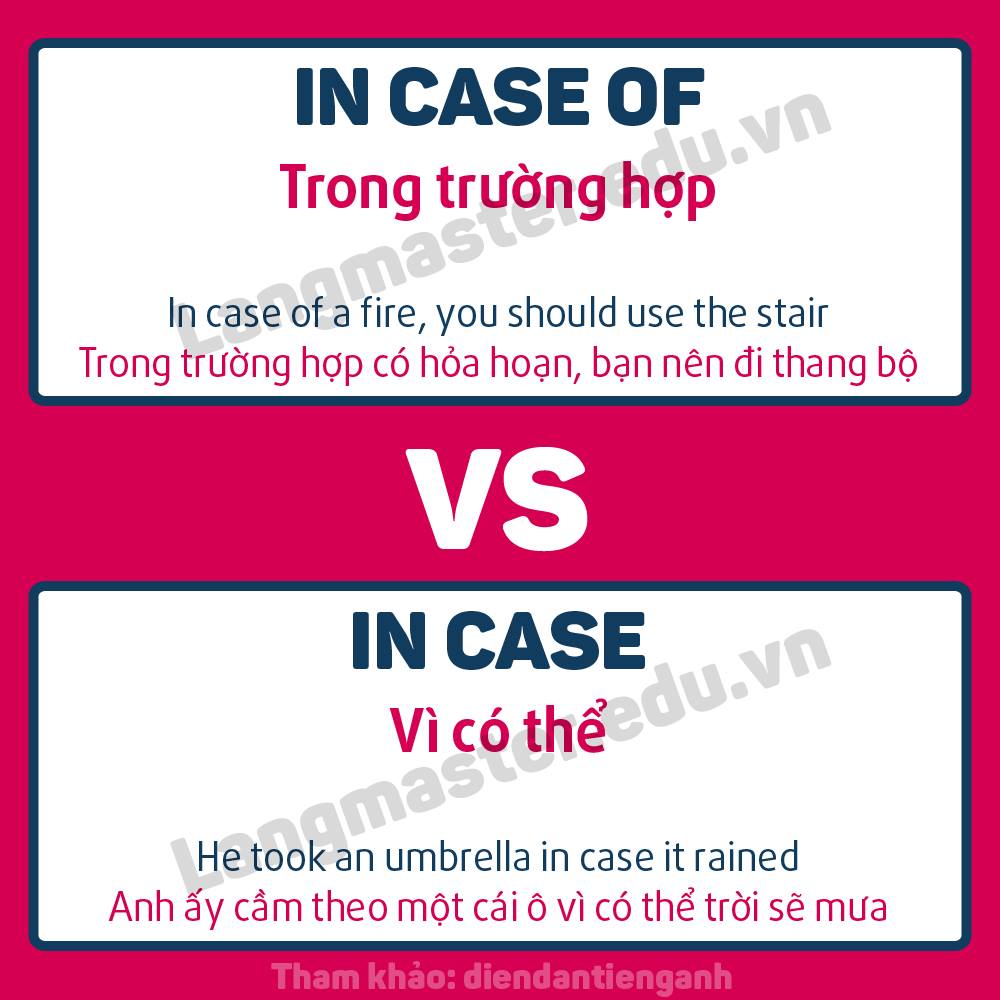 IN CASE OF
Trong trường hợp
Langmaster.edu.vn
In case of a fire, you should use the stair
Trong trường hợp có hỏa hoạn, bạn nên đi thang bộ
VS
IN CASE
Vì có thể
Langmaster.edu.vn
He took an umbrella in case it rained
Anh ấy cầm theo một cái ô vì có thể trời sẽ mưa
Tham khảo: diendantienganh